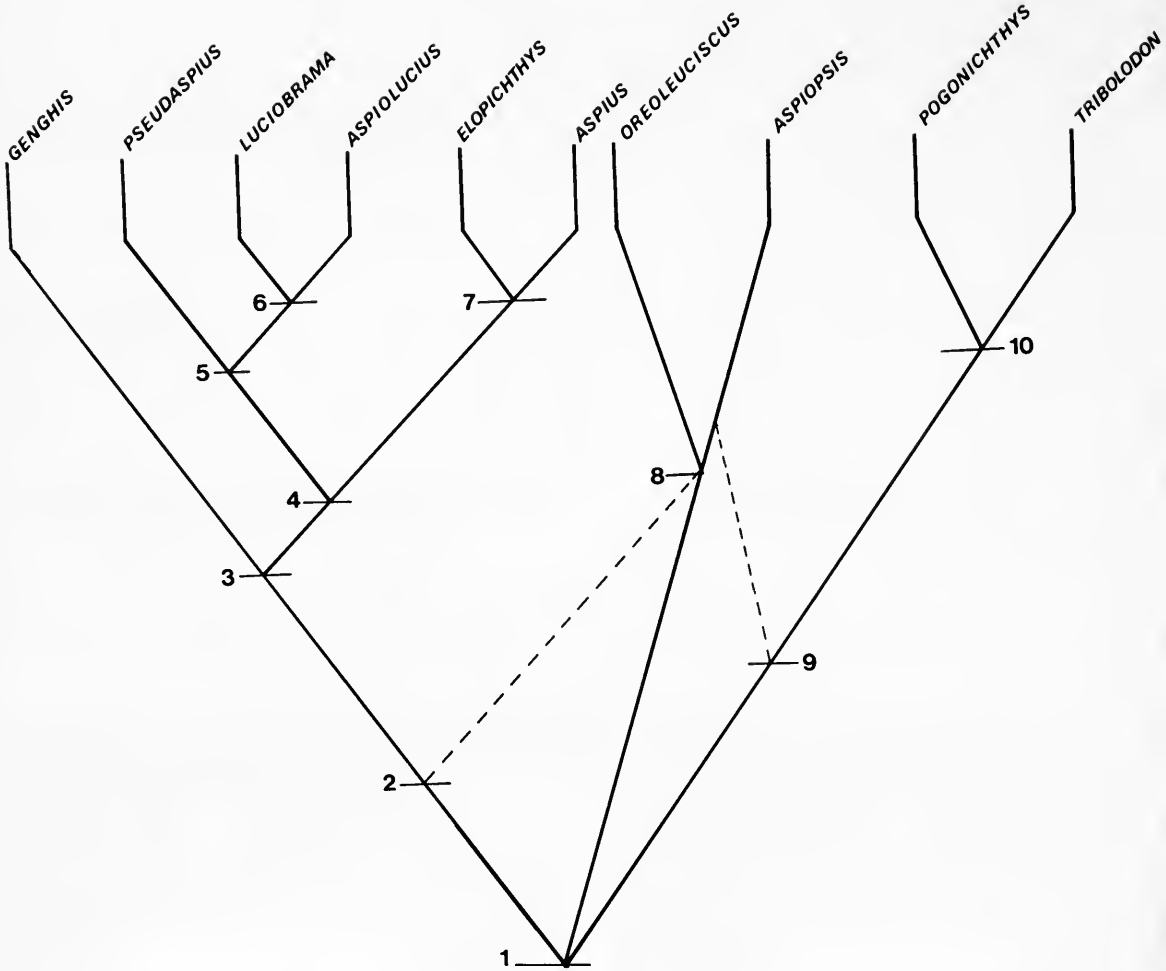 GENGHIS
PSEUDASPIUS
LUCIOBRAMA
ASPIOLUCIUS
ELOPICHTHYS
ASPIUS
OREOLEUCISCUS
ASPIOPSIS
POGONICHTHYS
TRIBOLODON
6
7
10
5
8
4
3
9
2
1